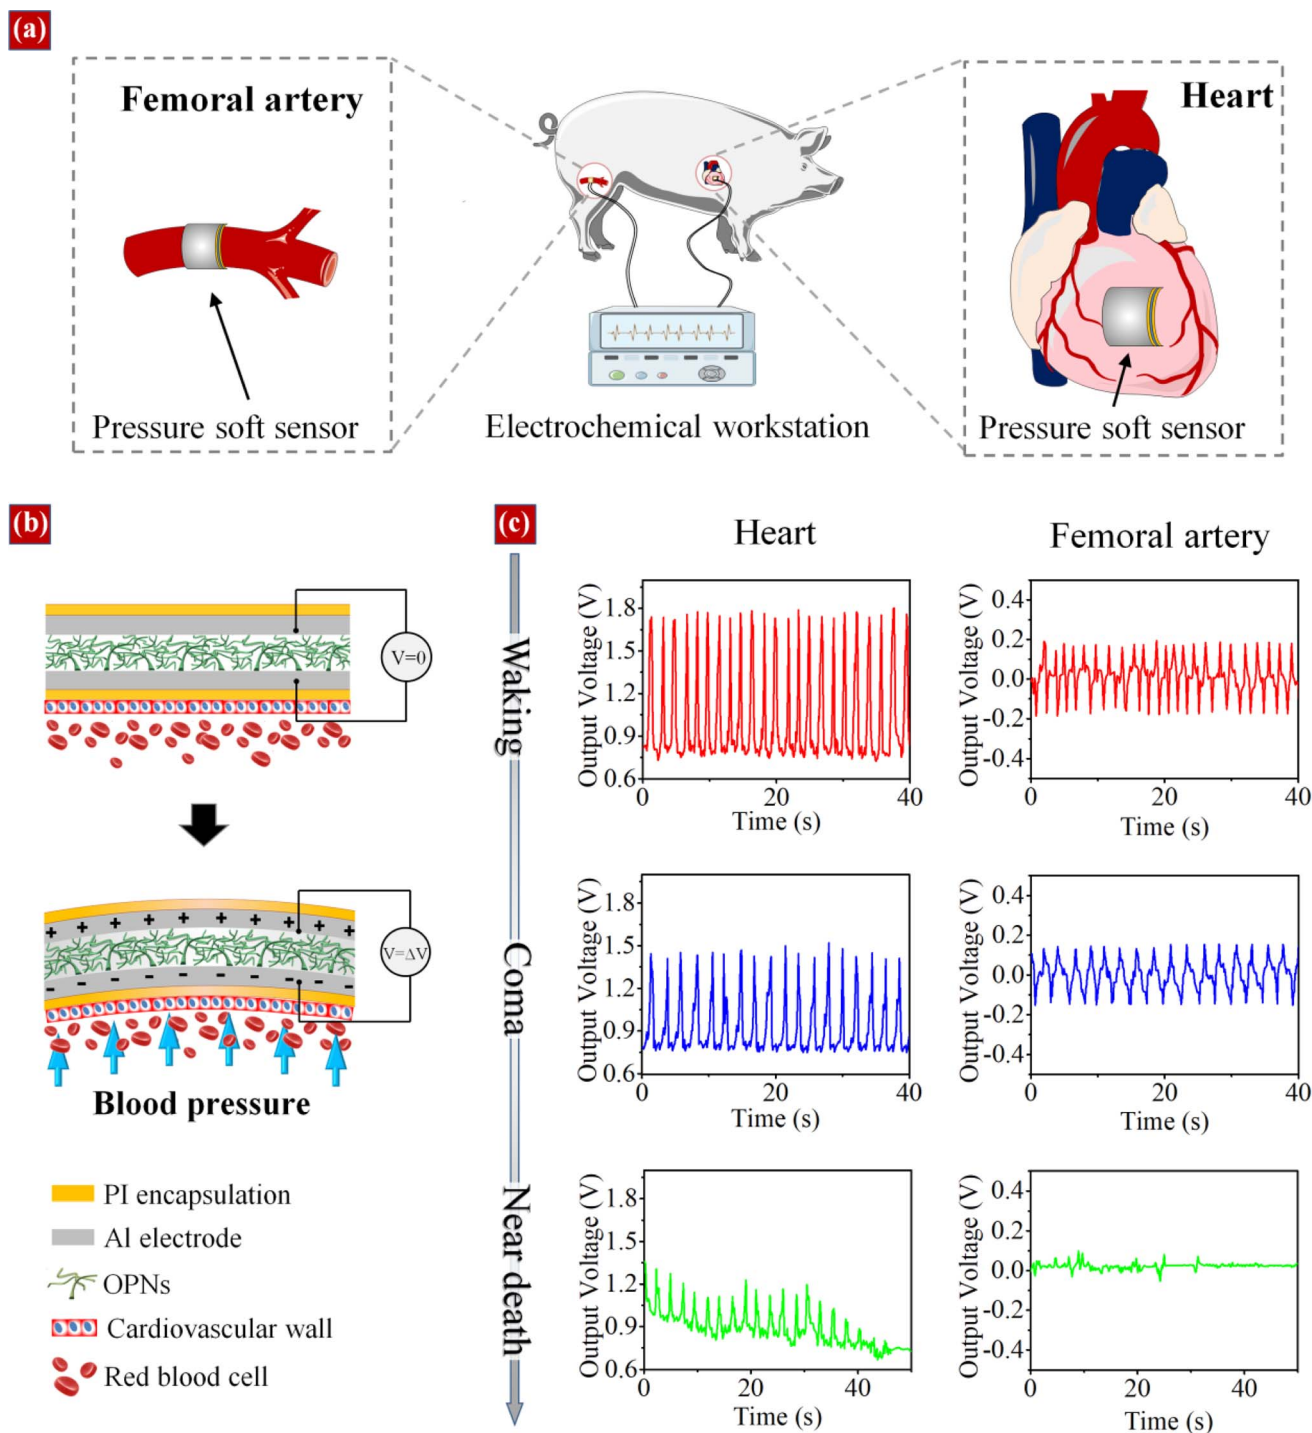 (a)
Femoral artery
Heart
Pressure soft sensor
Electrochemical workstation
Pressure soft sensor
(b)
V=0
V=ΔV
Blood pressure
PI encapsulation
Al electrode
OPNs
Cardiovascular wall
Red blood cell
(c)
Heart
Femoral artery
Waking
Output Voltage (V)
1.8
1.5
1.2
0.9
0.6
0
20
40
Time (s)
Output Voltage (V)
0.4
0.2
0.0
-0.2
-0.4
0
20
40
Time (s)
Coma
Output Voltage (V)
1.8
1.5
1.2
0.9
0.6
0
20
40
Time (s)
Output Voltage (V)
0.4
0.2
0.0
-0.2
-0.4
0
20
40
Time (s)
Near death
Output Voltage (V)
1.8
1.5
1.2
0.9
0.6
0
20
40
Time (s)
Output Voltage (V)
0.4
0.2
0.0
-0.2
-0.4
0
20
40
Time (s)